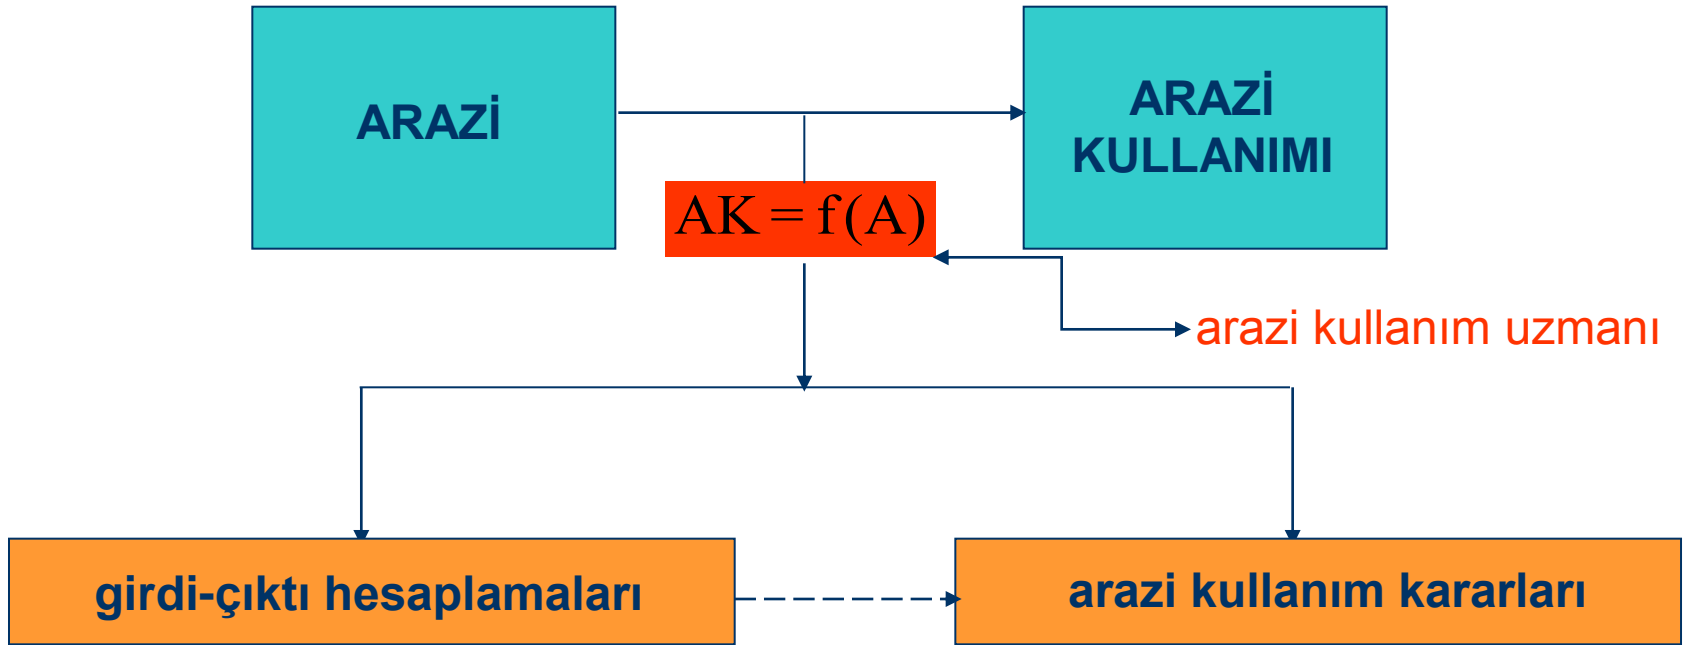 ARAZİ
ARAZİ
KULLANIMI
AK = f (A)
arazi kullanım uzmanı
girdi-çıktı hesaplamaları
arazi kullanım kararları